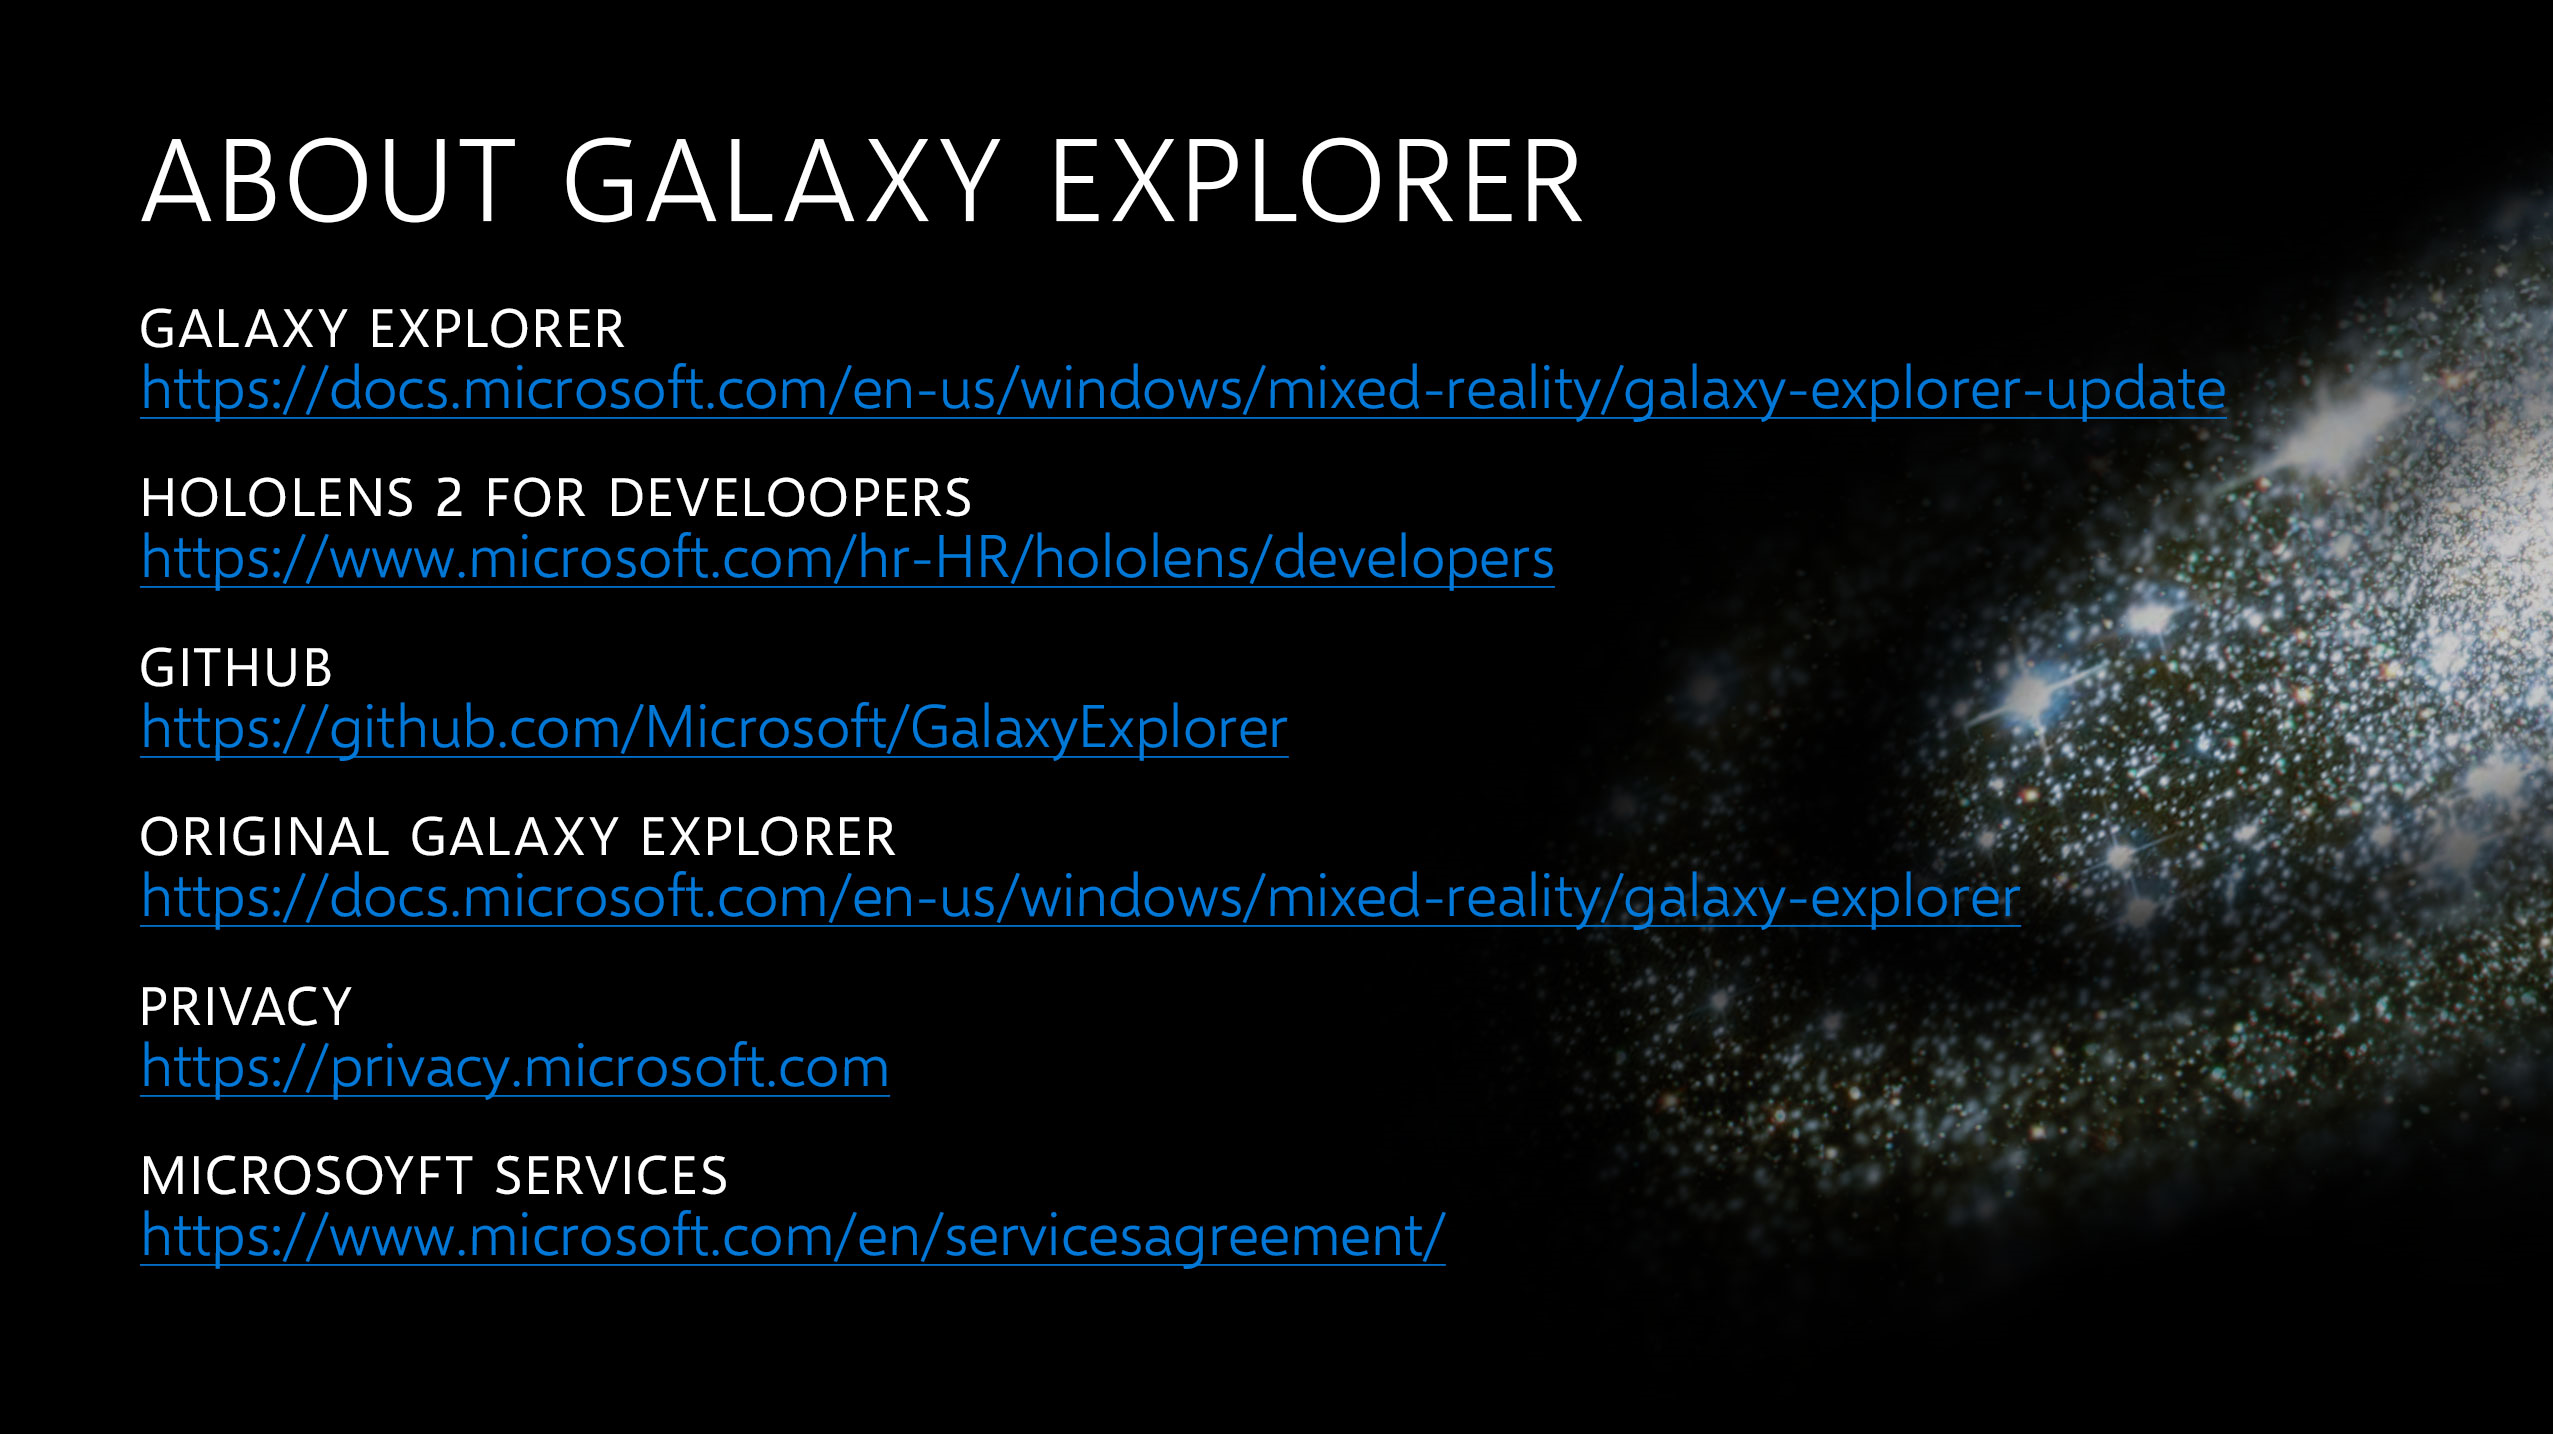 ABOUT GALAXY EXPLORER
GALAXY EXPLORER
https://docs.microsoft.com/en-us/windows/mixed-reality/galaxy-explorer-update
HOLOLENS 2 FOR DEVELOOPERS
https://www.microsoft.com/hr-HR/hololens/developers
GITHUB
https://github.com/Microsoft/GalaxyExplorer
ORIGINAL GALAXY EXPLORER
https://docs.microsoft.com/en-us/windows/mixed-reality/galaxy-explorer
PRIVACY
https://privacy.microsoft.com
MICROSOYFT SERVICES
https://www.microsoft.com/en/servicesagreement/